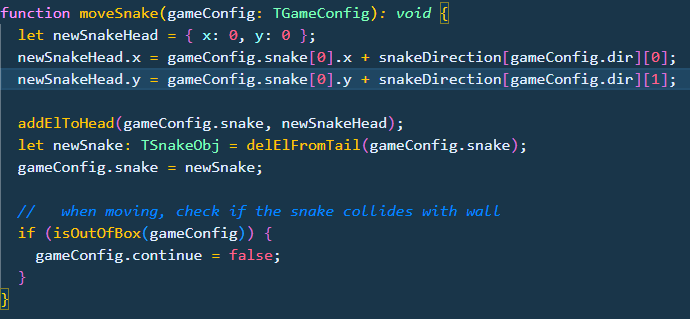 function moveSnake(gameConfig: TGameConfig): void {
let newSnakeHead = { x: 0, y: 0 };
newSnakeHead.x = gameConfig.snake[0].x + snakeDirection[gameConfig.dir][0];
newSnakeHead.y = gameConfig.snake[0].y + snakeDirection[gameConfig.dir][1];
addElToHead(gameConfig.snake, newSnakeHead);
let newSnake: TSnakeObj = delElFromTail(gameConfig.snake);
gameConfig.snake = newSnake;
//   when moving, check if the snake collides with wall
if (isOutOfBox(gameConfig)) {
gameConfig.continue = false;
}
}